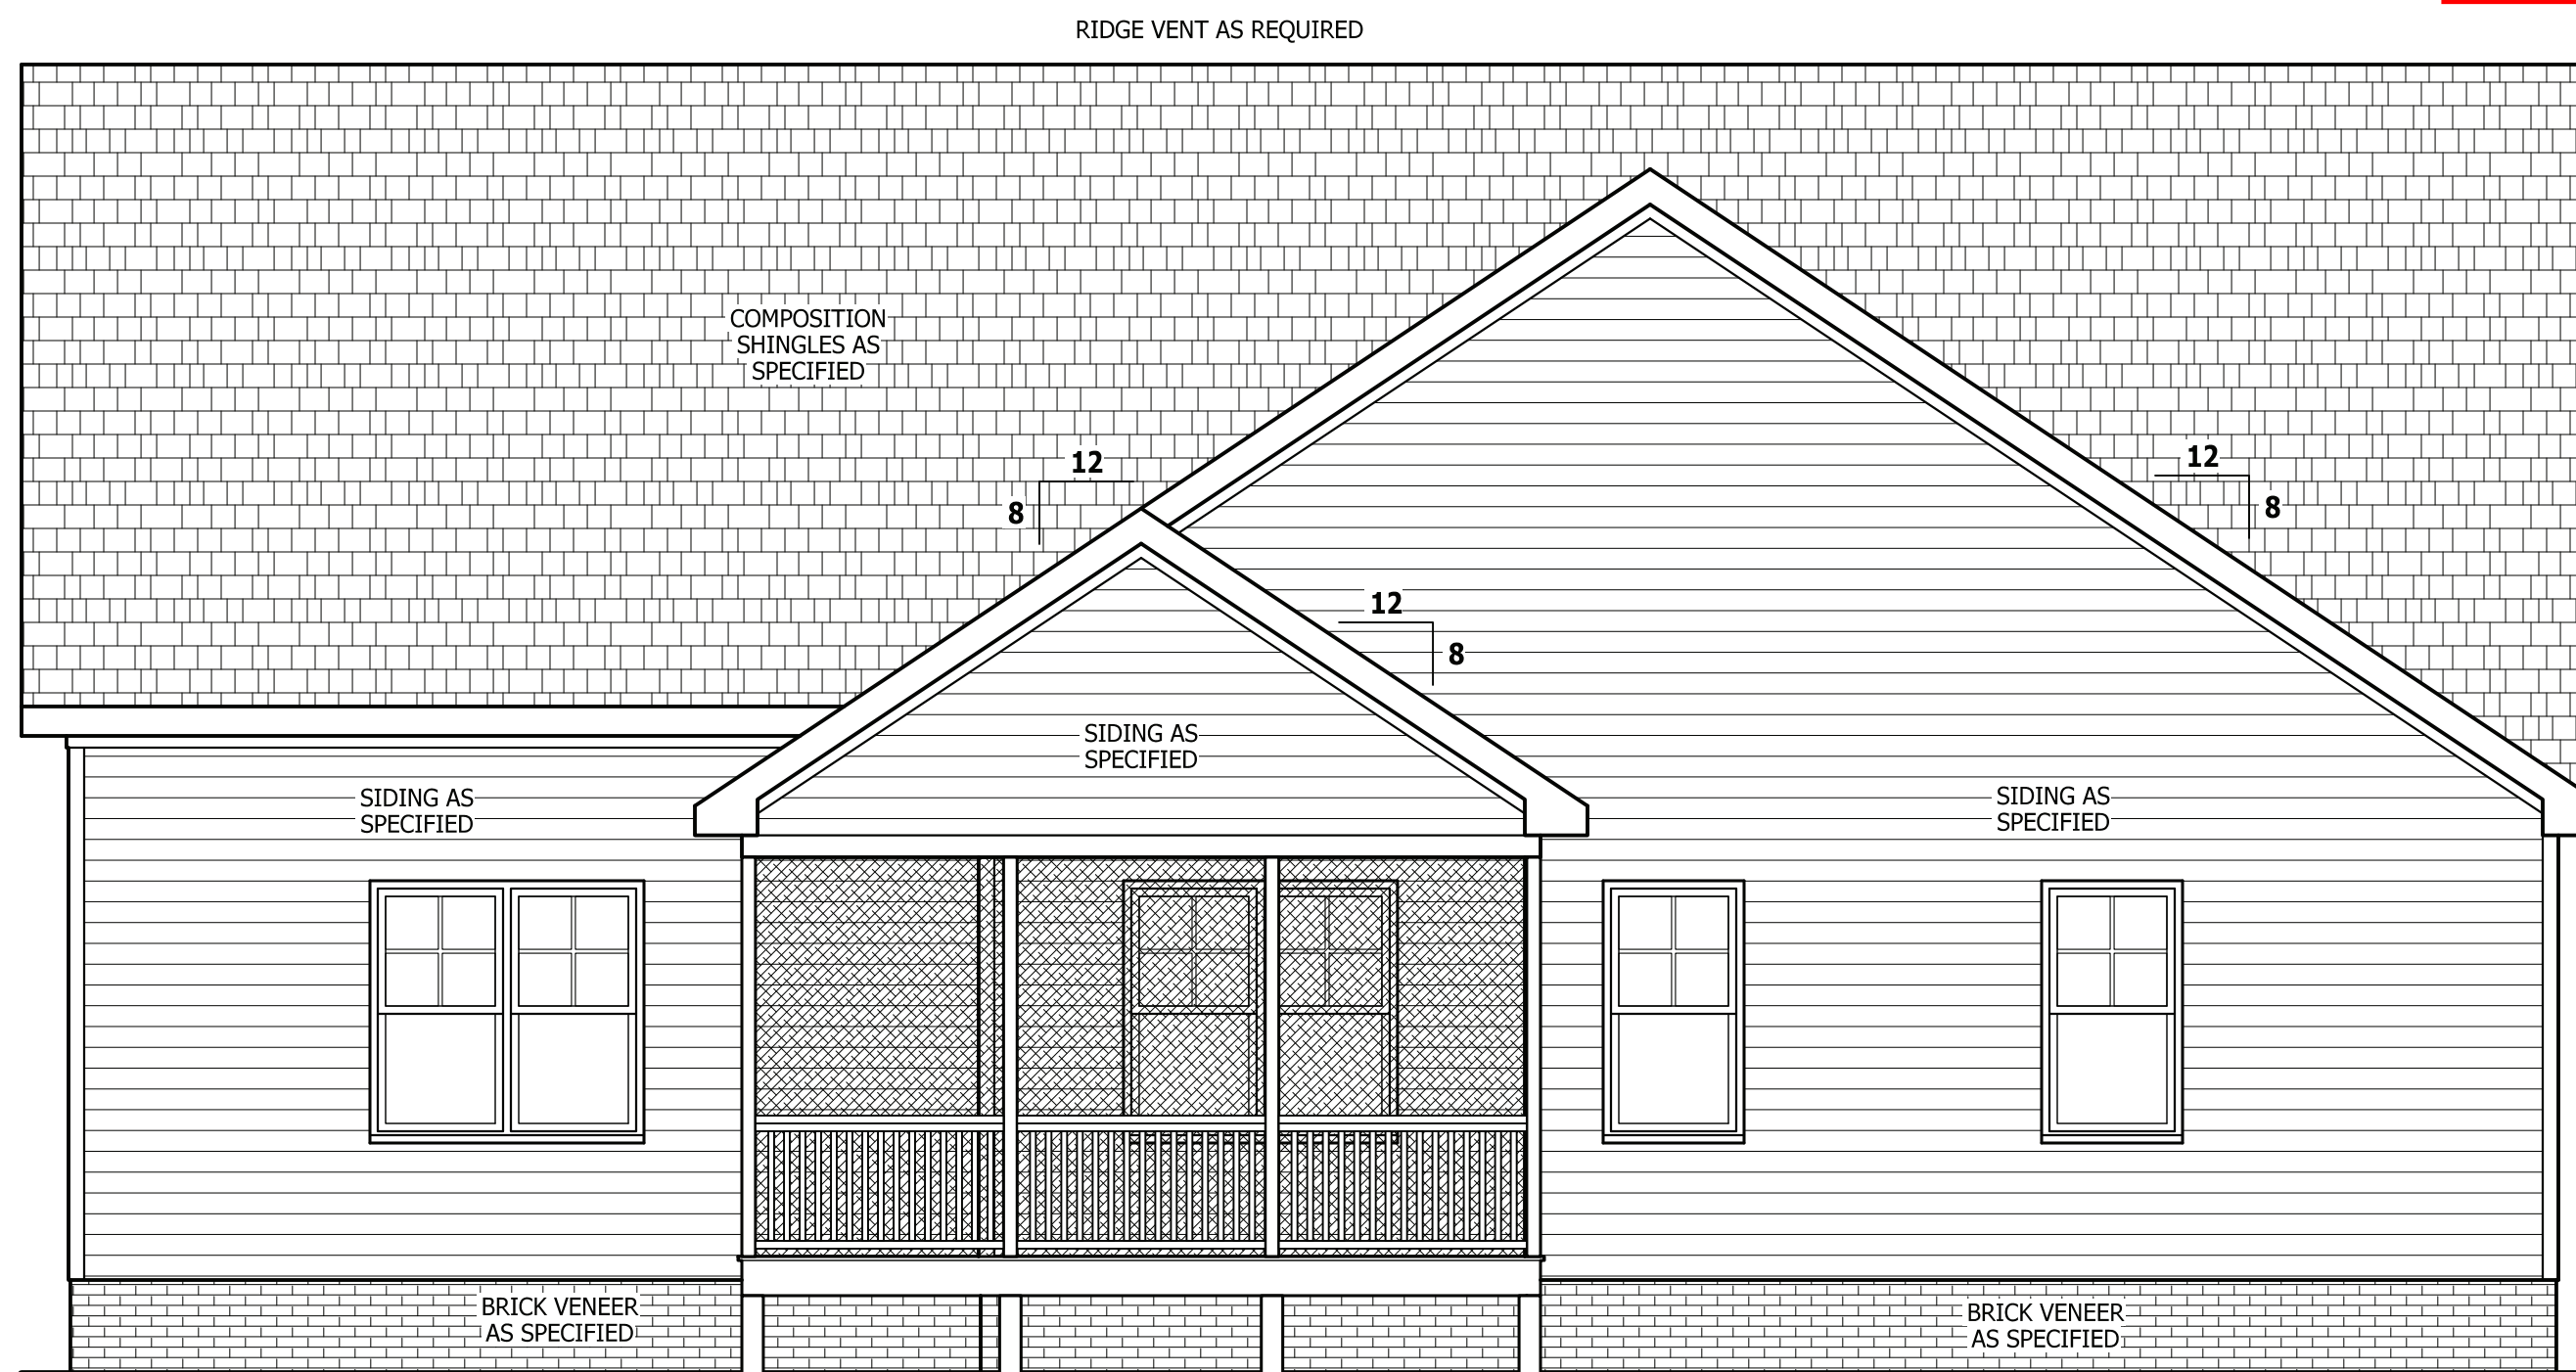 RIDGE VENT AS REQUIRED
COMPOSITION
SHINGLES AS
SPECIFIED
12
8
12
8
12
8
SIDING AS
SPECIFIED
SIDING AS
SPECIFIED
SIDING AS
SPECIFIED
BRICK VENEER
AS SPECIFIED
BRICK VENEER
AS SPECIFIED